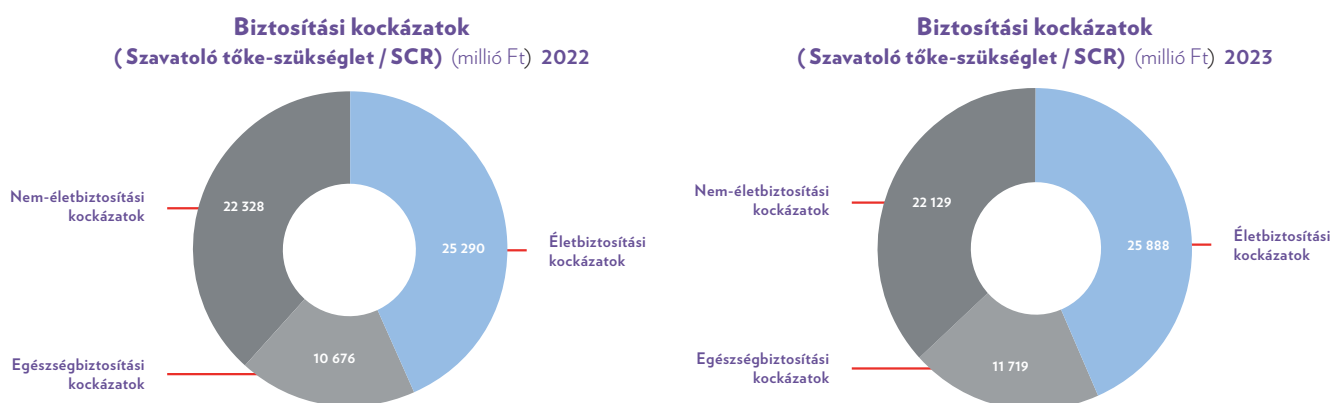 Biztosítási kockázatok
(Szavatoló tőke-szükséglet / SCR) (millió Ft) 2022
Nem-életbiztosítási
kockázatok
22 328
25 290
Életbiztosítási
kockázatok
Egészségbiztosítási
kockázatok
10 676
Biztosítási kockázatok
(Szavatoló tőke-szükséglet / SCR) (millió Ft) 2023
Nem-életbiztosítási
kockázatok
22 129
25 888
Életbiztosítási
kockázatok
Egészségbiztosítási
kockázatok
11 719